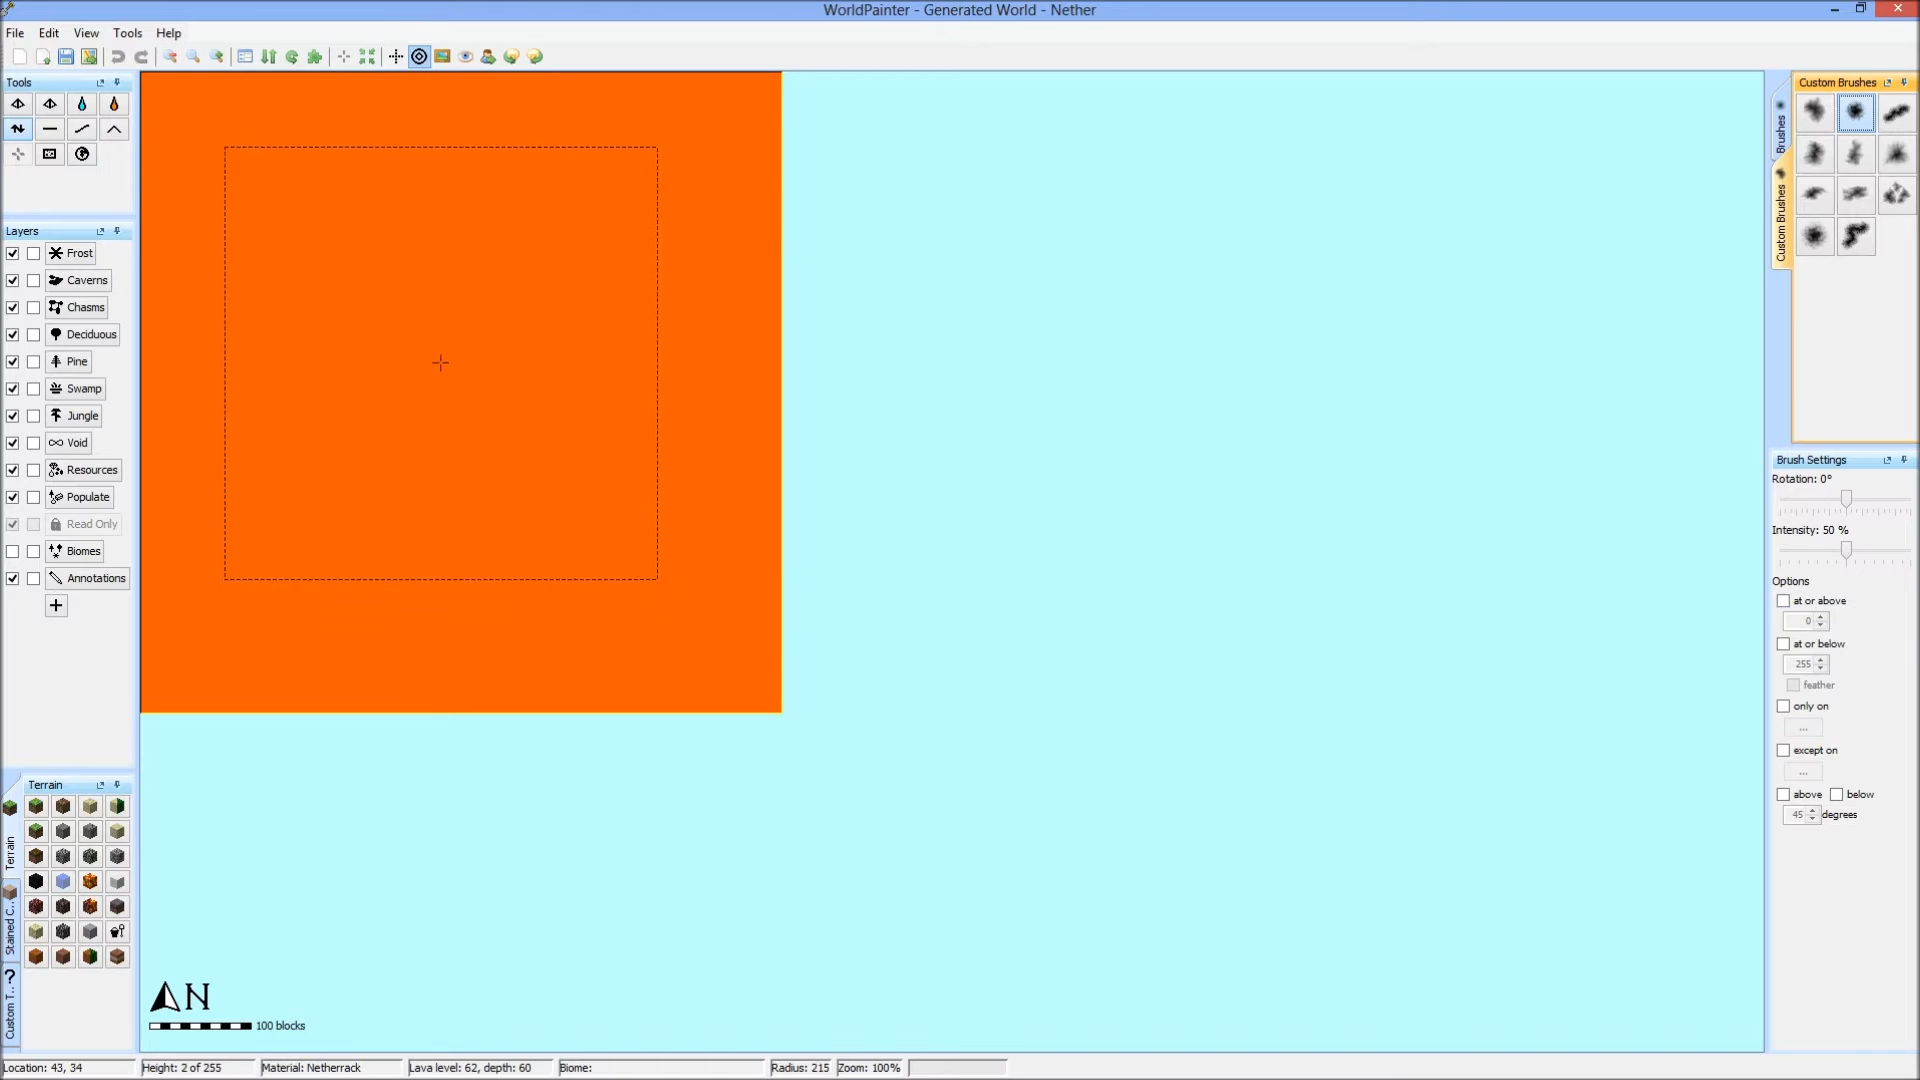 WorldPainter - Generated World - Nether
File Edit View Tools Help
Tools
Layers
Frost
Caverns
Chasms
Deciduous
Pine
Swamp
Jungle
Void
Resources
Populate
Read Only
Biomes
Annotations
Terrain
Terrain
Stained C...
Custom T...
N
100 blocks
Brushes
Custom Brushes
Custom Brushes
Brush Settings
Rotation: 0°
Intensity: 50 %
Options
at or above
0
at or below
255
feather
only on
...
except on
...
above below
45 degrees
Location: 43, 34
Height: 2 of 255
Material: Netherrack
Lava level: 62, depth: 60
Biome:
Radius: 215
Zoom: 100%